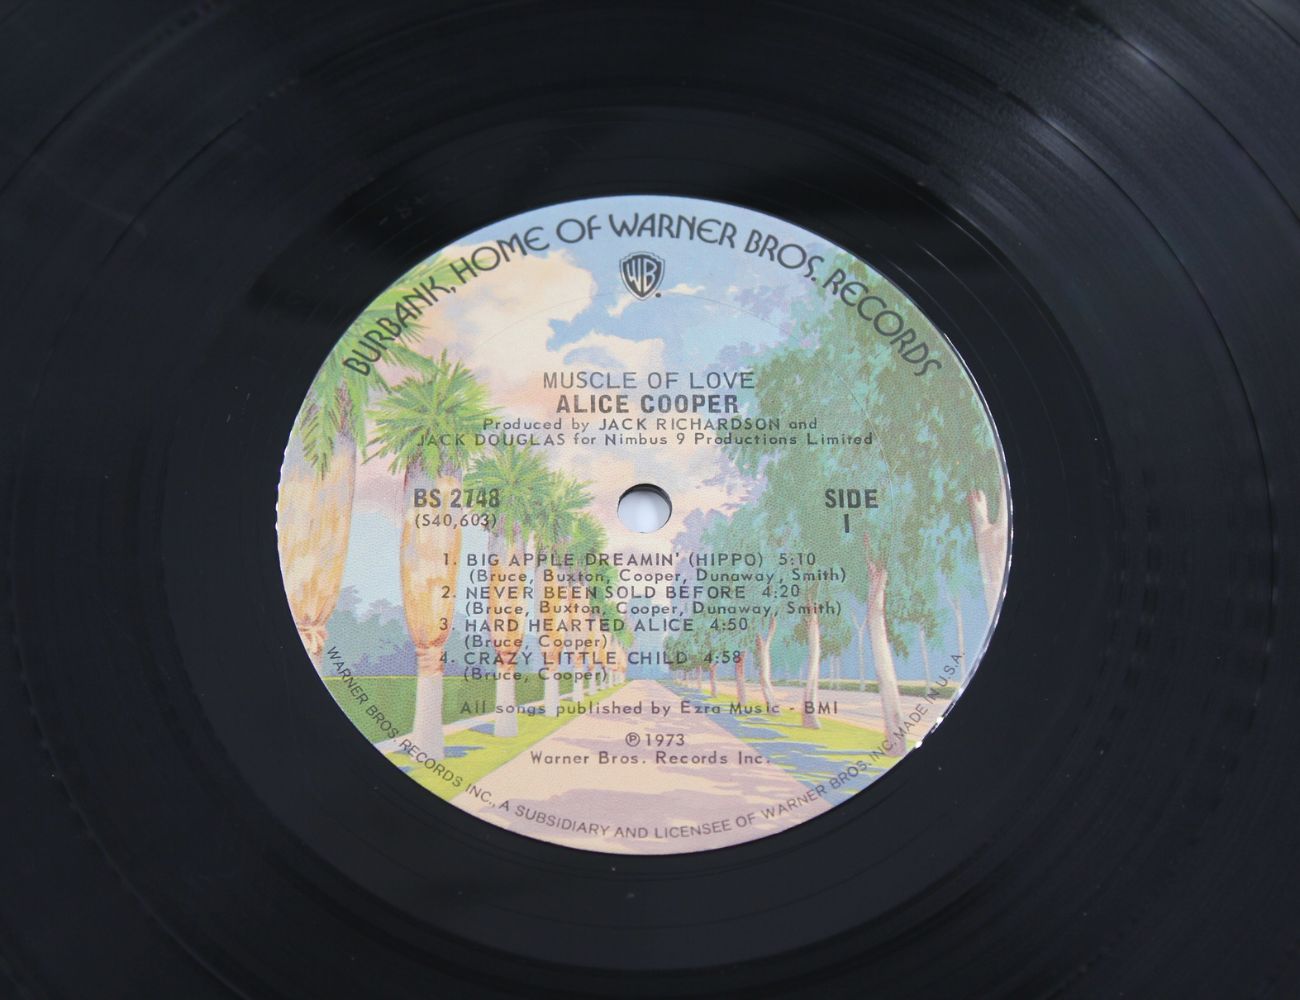 BURBANK, HOME OF WARNER BROS. RECORDS
WB
MUSCLE OF LOVE
ALICE COOPER
Produced by JACK RICHARDSON and
JACK DOUGLAS for Nimbus 9 Productions Limited
BS 2748
(S40,603)
SIDE
1
1. BIG APPLE DREAMIN' (HIPPO) 5:10
(Bruce, Buxton, Cooper, Dunaway, Smith)
2. NEVER BEEN SOLD BEFORE 4:20
(Bruce, Buxton, Cooper, Dunaway, Smith)
3. HARD HEARTED ALICE 4:50
(Bruce, Cooper)
4. CRAZY LITTLE CHILD 4:58
(Bruce, Cooper)
All songs published by Ezra Music - BMI
℗ 1973
Warner Bros. Records Inc.
WARNER BROS. RECORDS INC., A SUBSIDIARY AND LICENSEE OF WARNER BROS. INC. MADE IN U.S.A.